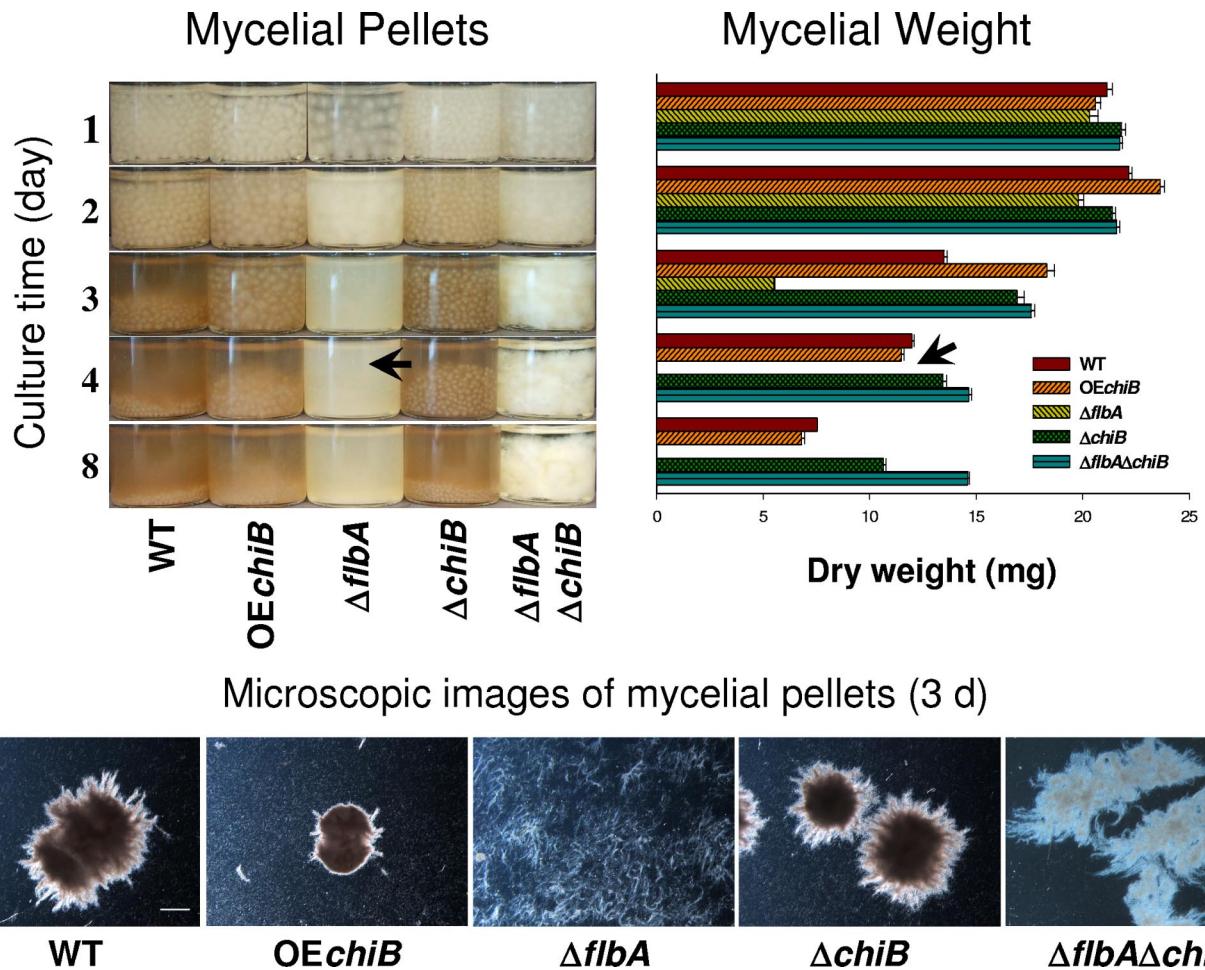 Mycelial Pellets
Mycelial Weight
Culture time (day)
1
2
3
4
8
WT
OEchiB
ΔflbA
ΔchiB
ΔflbA
ΔchiB
WT
OEchiB
ΔflbA
ΔchiB
ΔflbAΔchiB
0
5
10
15
20
25
Dry weight (mg)
Microscopic images of mycelial pellets (3 d)
WT
OEchiB
ΔflbA
ΔchiB
ΔflbAΔchi